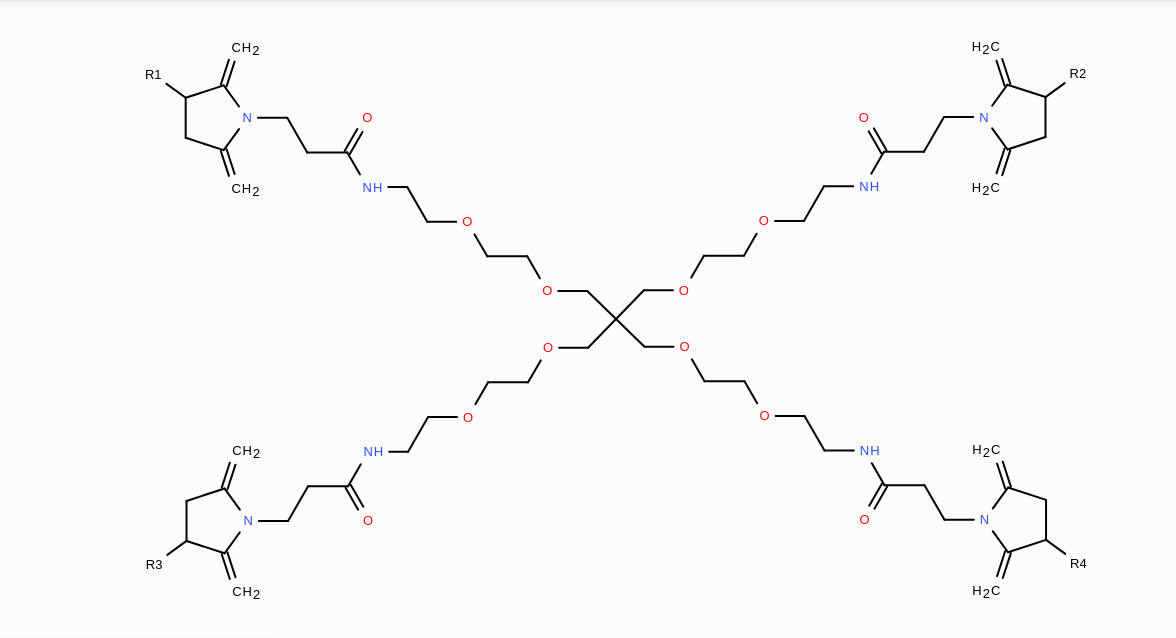 CH2 H2C
R1 R2
N O O N
CH2 NH NH H2C
O O
O O
O O
O O
CH2 NH NH H2C
N O O N
R3 R4
CH2 H2C